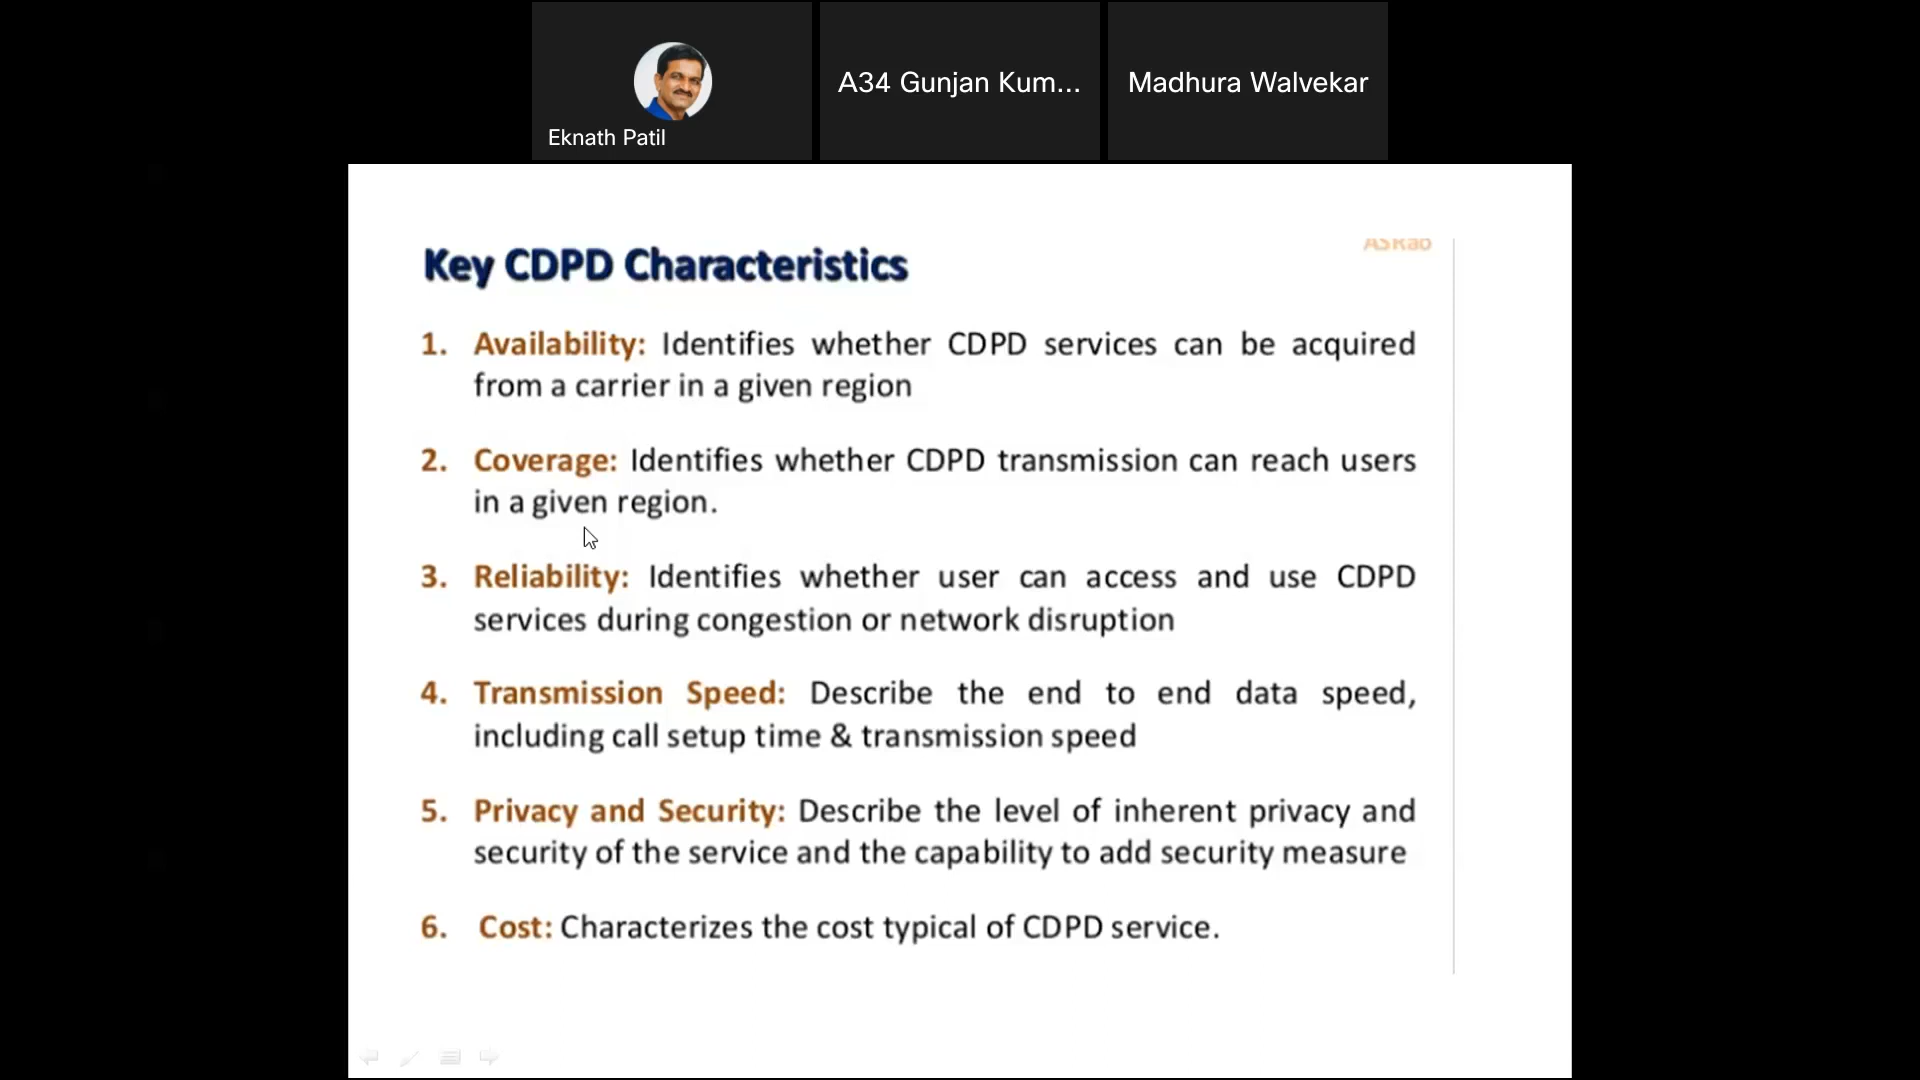 Eknath Patil
A34 Gunjan Kum...
Madhura Walvekar
ASRao
Key CDPD Characteristics
1. Availability: Identifies whether CDPD services can be acquired
from a carrier in a given region
2. Coverage: Identifies whether CDPD transmission can reach users
in a given region.
3. Reliability: Identifies whether user can access and use CDPD
services during congestion or network disruption
4. Transmission Speed: Describe the end to end data speed,
including call setup time & transmission speed
5. Privacy and Security: Describe the level of inherent privacy and
security of the service and the capability to add security measure
6. Cost: Characterizes the cost typical of CDPD service.